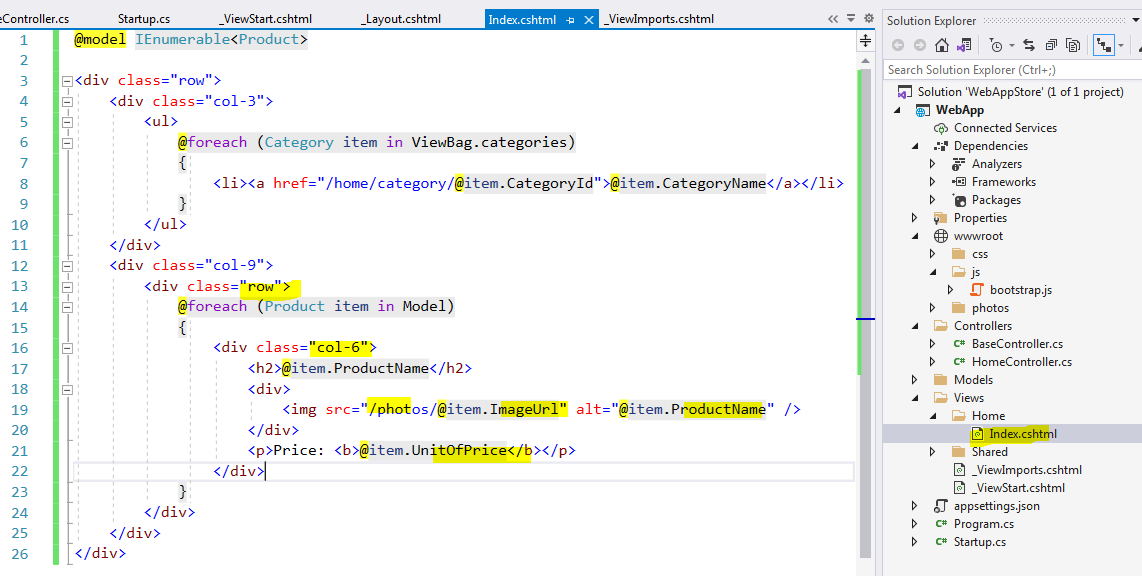 eController.cs Startup.cs _ViewStart.cshtml _Layout.cshtml Index.cshtml _ViewImports.cshtml
1 @model IEnumerable<Product>
2
3 <div class="row">
4 <div class="col-3">
5 <ul>
6 @foreach (Category item in ViewBag.categories)
7 {
8 <li><a href="/home/category/@item.CategoryId">@item.CategoryName</a></li>
9 }
10 </ul>
11 </div>
12 <div class="col-9">
13 <div class="row">
14 @foreach (Product item in Model)
15 {
16 <div class="col-6">
17 <h2>@item.ProductName</h2>
18 <div>
19 <img src="/photos/@item.ImageUrl" alt="@item.ProductName" />
20 </div>
21 <p>Price: <b>@item.UnitOfPrice</b></p>
22 </div>
23 }
24 </div>
25 </div>
26 </div>
Solution Explorer
Search Solution Explorer (Ctrl+;)
Solution 'WebAppStore' (1 of 1 project)
WebApp
Connected Services
Dependencies
Analyzers
Frameworks
Packages
Properties
wwwroot
css
js
bootstrap.js
photos
Controllers
C# BaseController.cs
C# HomeController.cs
Models
Views
Home
Index.cshtml
Shared
_ViewImports.cshtml
_ViewStart.cshtml
appsettings.json
C# Program.cs
C# Startup.cs